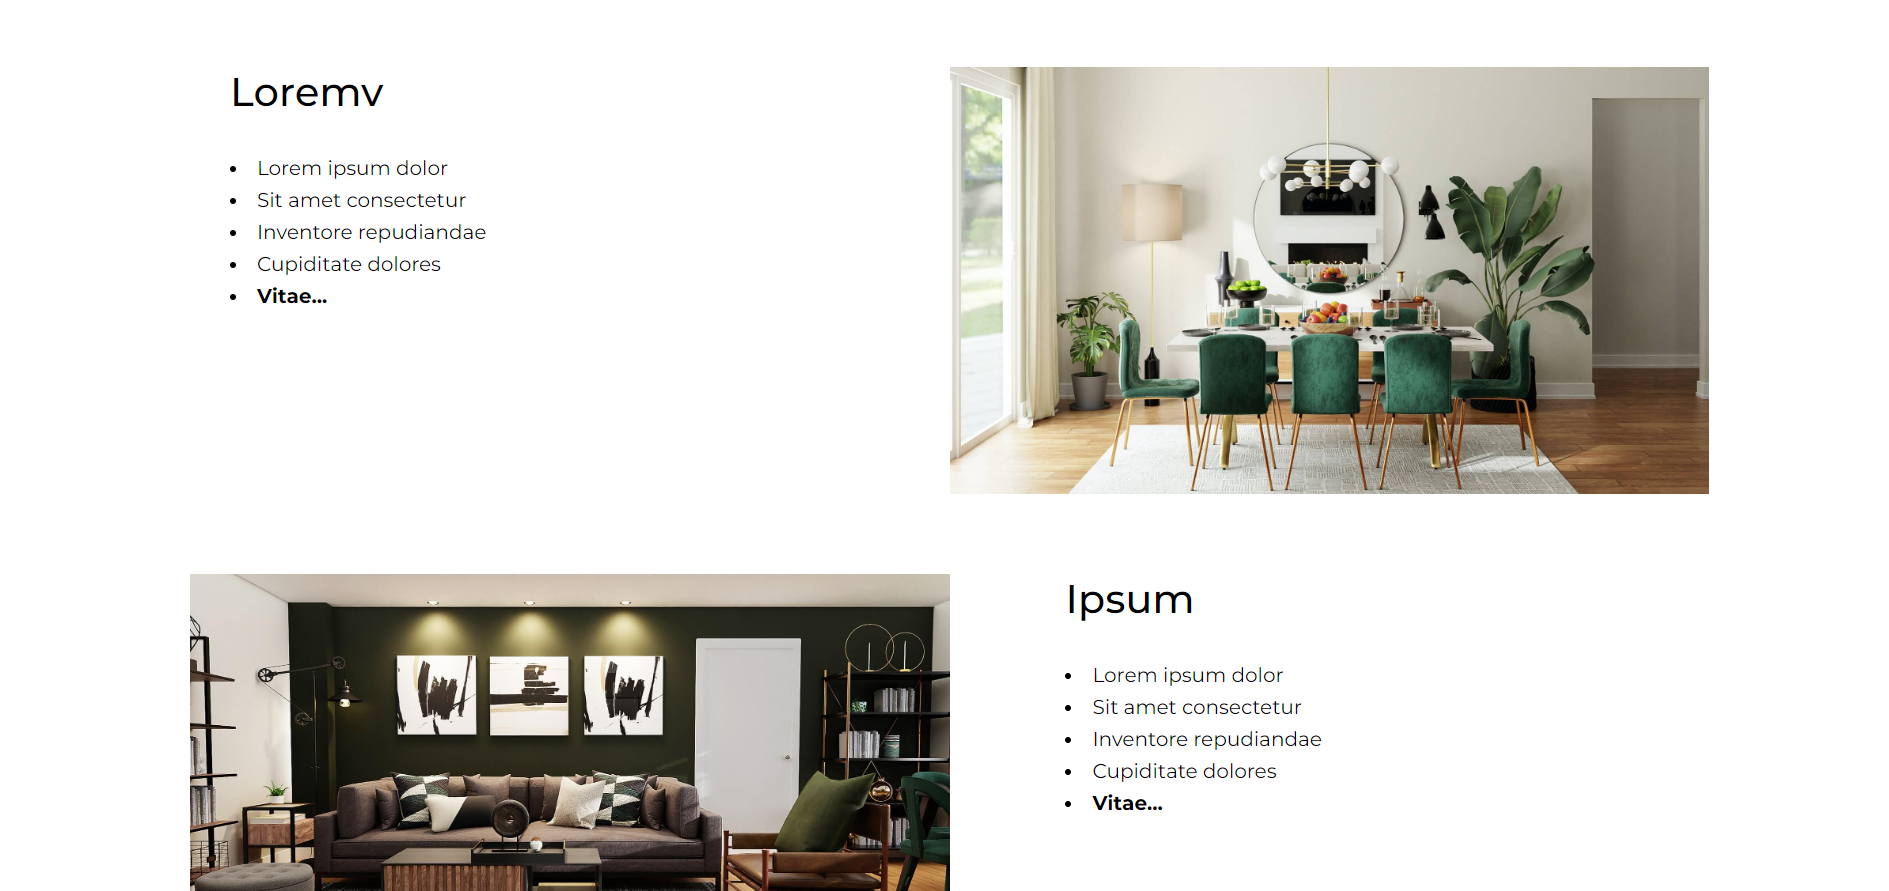 Loremv
Lorem ipsum dolor
Sit amet consectetur
Inventore repudiandae
Cupiditate dolores
Vitae...
Ipsum
Lorem ipsum dolor
Sit amet consectetur
Inventore repudiandae
Cupiditate dolores
Vitae...